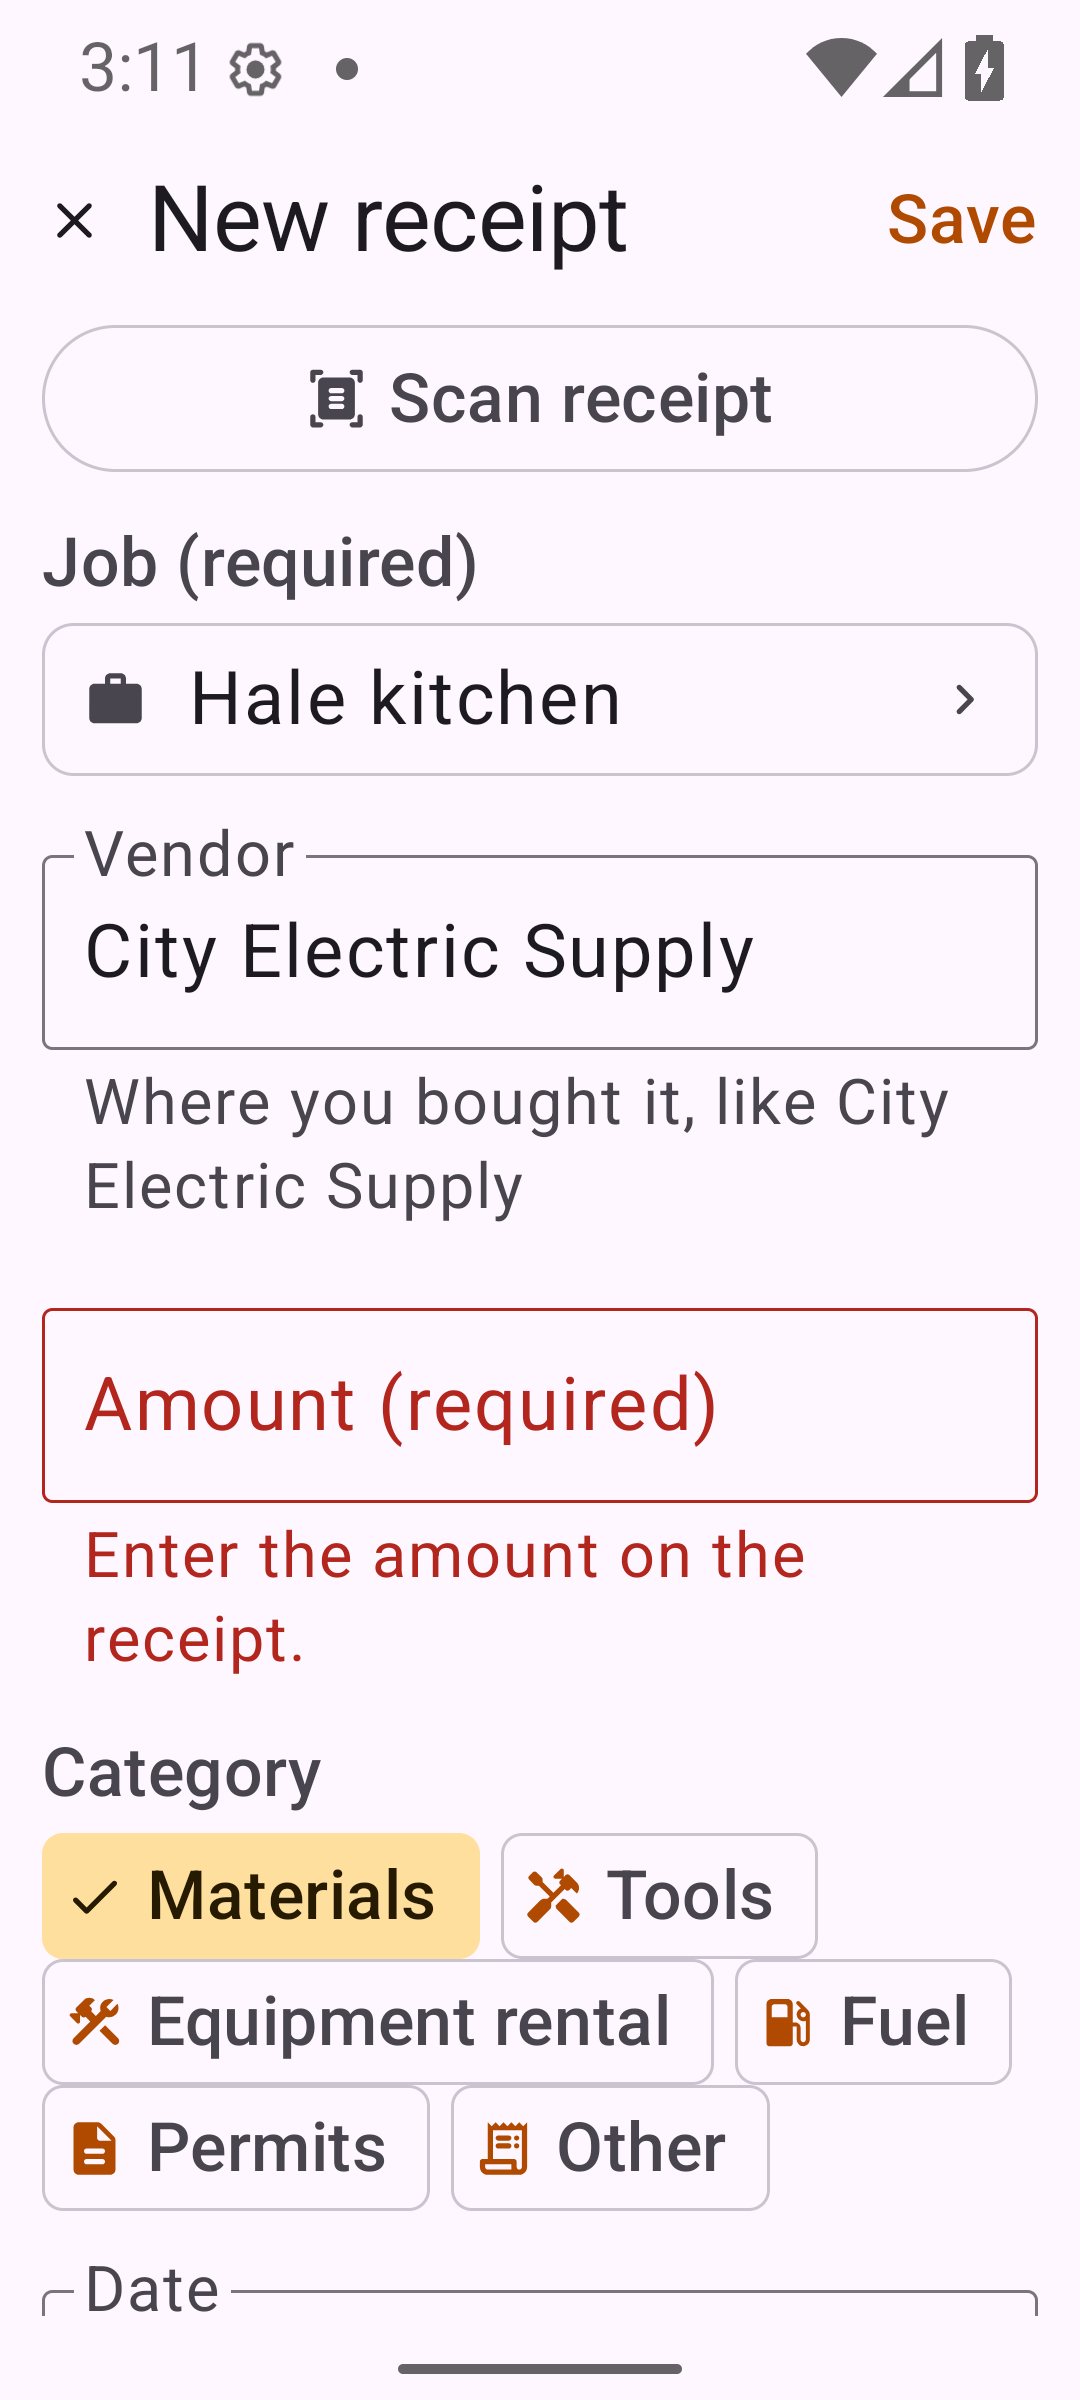 3:11
New receipt
Save
Scan receipt
Job (required)
Hale kitchen
Vendor
City Electric Supply
Where you bought it, like City
Electric Supply
Amount (required)
Enter the amount on the
receipt.
Category
Materials
Tools
Equipment rental
Fuel
Permits
Other
Date